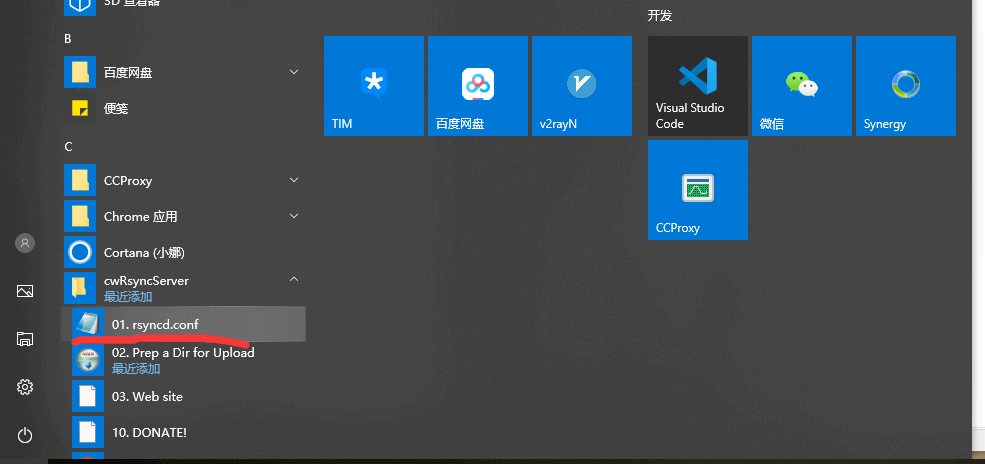 3D 查看器
B
百度网盘
便笺
C
CCProxy
Chrome 应用
Cortana (小娜)
cwRsyncServer
最近添加
01. rsyncd.conf
02. Prep a Dir for Upload
最近添加
03. Web site
10. DONATE!
TIM
百度网盘
v2rayN
开发
Visual Studio
Code
微信
Synergy
CCProxy